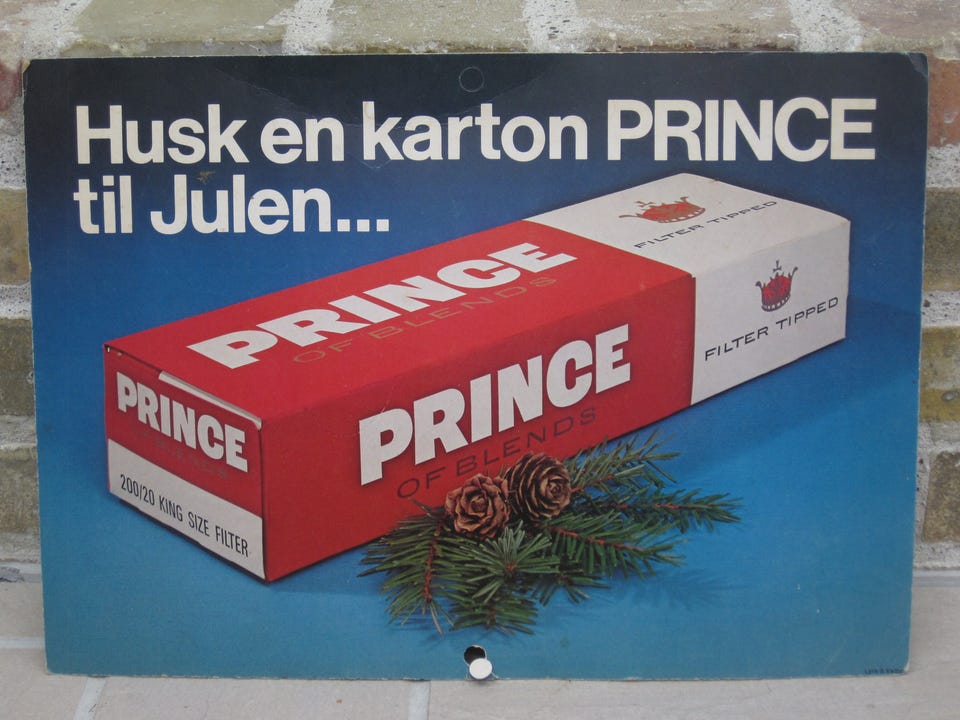 Husk en karton PRINCE
til Julen...
FILTER TIPPED
PRINCE
OF BLENDS
FILTER TIPPED
PRINCE
OF BLENDS
PRINCE
200/20 KING SIZE FILTER